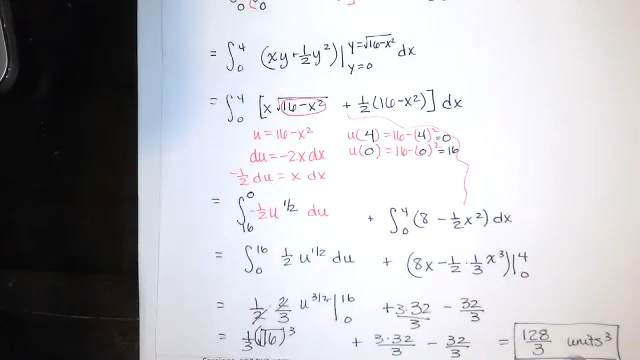 = ∫₀⁴ (xy + ½y²) |_{y=0}^{y=√(16-x²)} dx
= ∫₀⁴ [x √(16-x²) + ½(16-x²)] dx
u = 16-x² u(4) = 16-(4)² = 0
du = -2x dx u(0) = 16-(0)² = 16
-½ du = x dx
= ∫₁₆⁰ -½ u^{1/2} du + ∫₀⁴ (8 - ½x²) dx
= ∫₀¹⁶ ½ u^{1/2} du + (8x - ½ · ⅓ x³) |₀⁴
= ½ · ⅔ u^{3/2} |₀¹⁶ + 3·32/3 - 32/3
= ⅓ (√16)³ + 3·32/3 - 32/3 = 128/3 units³